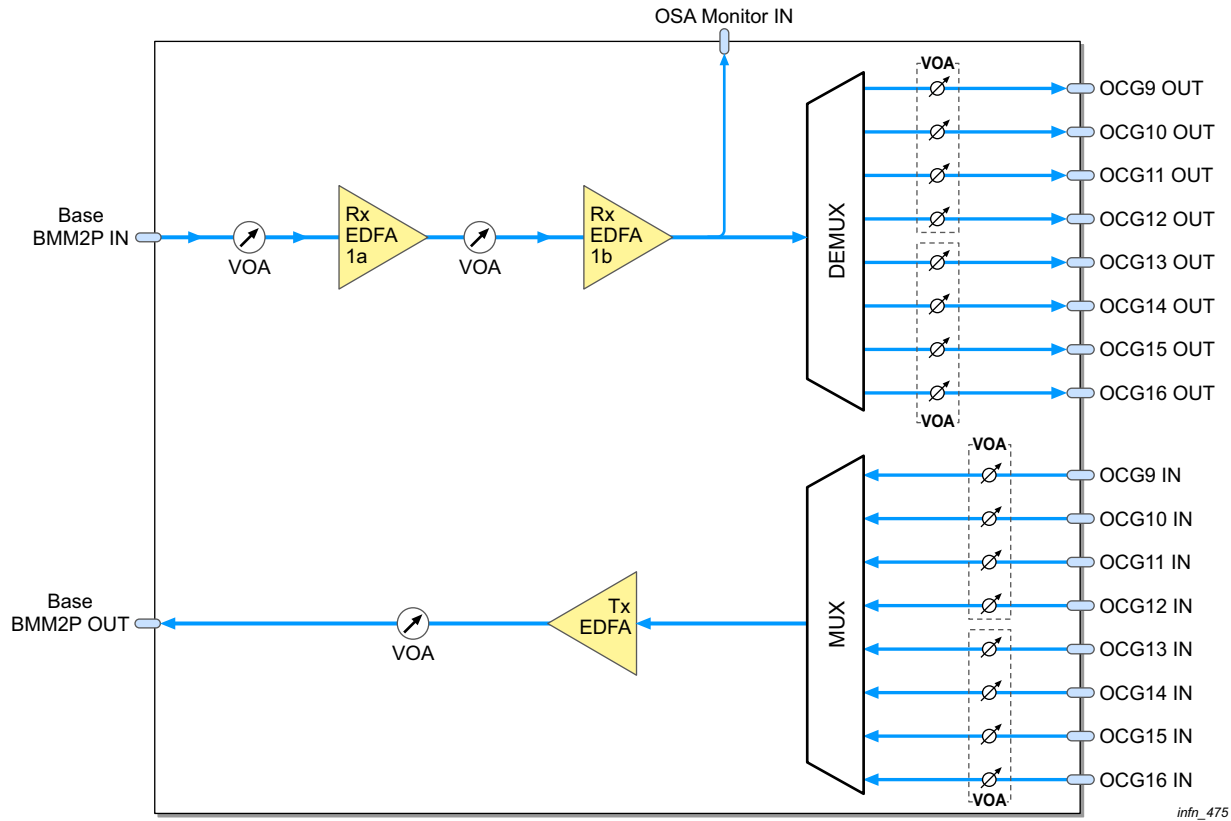 OSA Monitor IN
VOA
OCG9 OUT
OCG10 OUT
OCG11 OUT
OCG12 OUT
OCG13 OUT
OCG14 OUT
OCG15 OUT
OCG16 OUT
VOA
DEMUX
Base
BMM2P IN
VOA
Rx
EDFA
1a
VOA
Rx
EDFA
1b
VOA
OCG9 IN
OCG10 IN
OCG11 IN
OCG12 IN
OCG13 IN
OCG14 IN
OCG15 IN
OCG16 IN
VOA
MUX
Tx
EDFA
VOA
Base
BMM2P OUT
infn_475